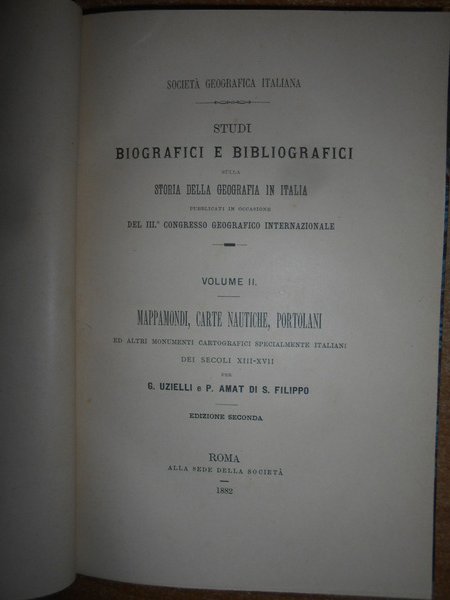 SOCIETÀ GEOGRAFICA ITALIANA
STUDI
BIOGRAFICI E BIBLIOGRAFICI
SULLA
STORIA DELLA GEOGRAFIA IN ITALIA
PUBBLICATI IN OCCASIONE
DEL III.º CONGRESSO GEOGRAFICO INTERNAZIONALE
VOLUME II.
MAPPAMONDI, CARTE NAUTICHE, PORTOLANI
ED ALTRI MONUMENTI CARTOGRAFICI SPECIALMENTE ITALIANI
DEI SECOLI XIII-XVII
PER
G. UZIELLI e P. AMAT DI S. FILIPPO
EDIZIONE SECONDA
ROMA
ALLA SEDE DELLA SOCIETÀ
1882